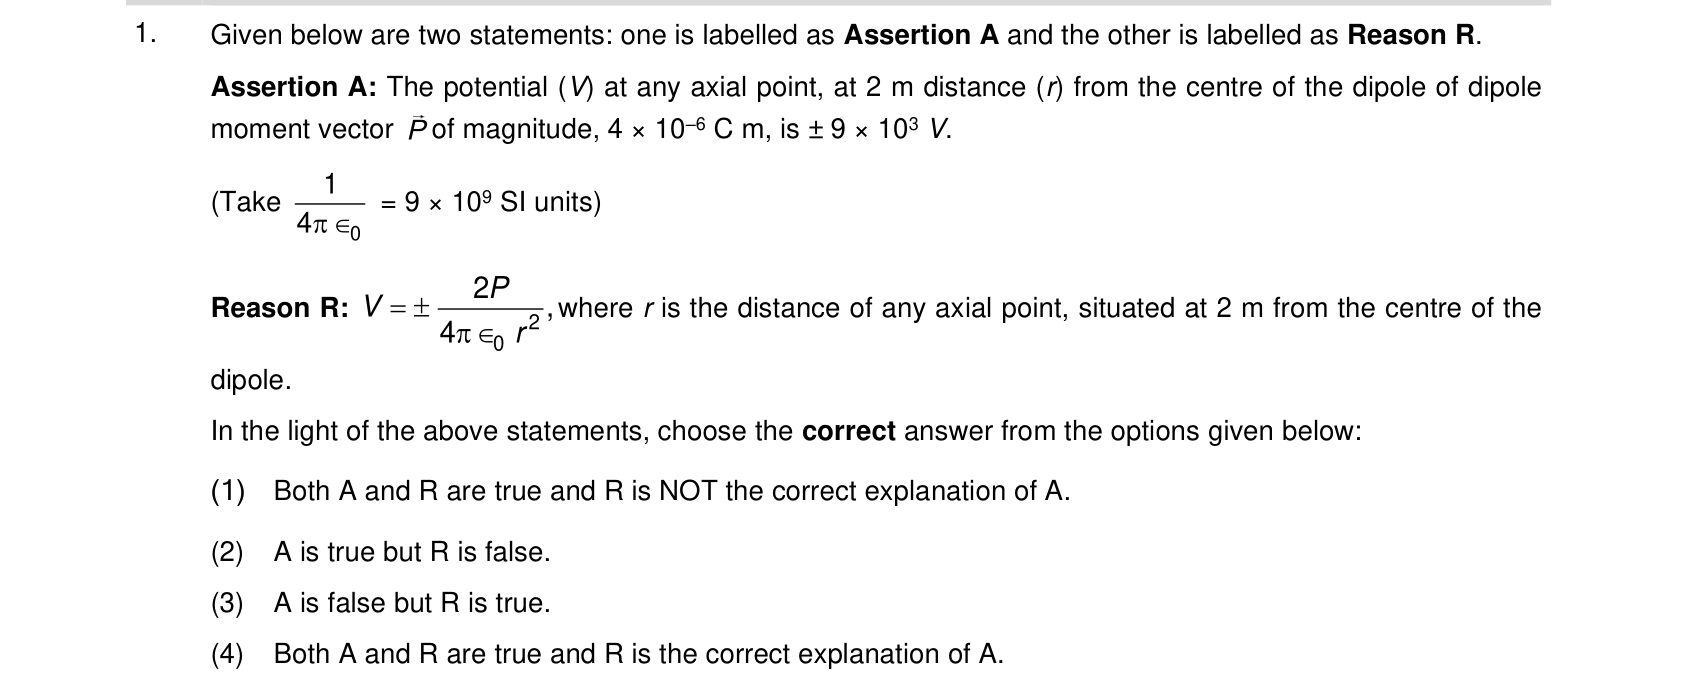 1. Given below are two statements: one is labelled as Assertion A and the other is labelled as Reason R.
Assertion A: The potential (V) at any axial point, at 2 m distance (r) from the centre of the dipole of dipole
moment vector P⃗ of magnitude, 4 × 10⁻⁶ C m, is ± 9 × 10³ V.
(Take 1/(4π ∈₀) = 9 × 10⁹ SI units)
Reason R: V = ± 2P/(4π ∈₀ r²), where r is the distance of any axial point, situated at 2 m from the centre of the
dipole.
In the light of the above statements, choose the correct answer from the options given below:
(1) Both A and R are true and R is NOT the correct explanation of A.
(2) A is true but R is false.
(3) A is false but R is true.
(4) Both A and R are true and R is the correct explanation of A.